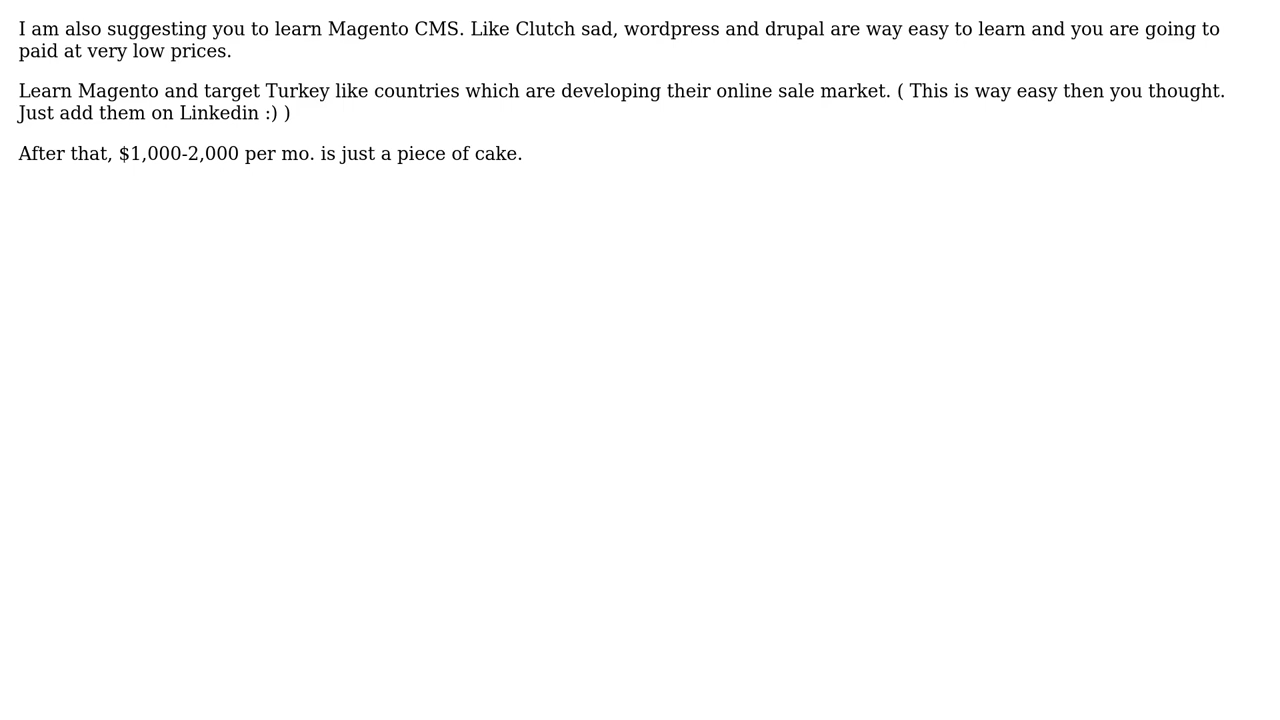 I am also suggesting you to learn Magento CMS. Like Clutch sad, wordpress and drupal are way easy to learn and you are going to
paid at very low prices.
Learn Magento and target Turkey like countries which are developing their online sale market. ( This is way easy then you thought.
Just add them on Linkedin :) )
After that, $1,000-2,000 per mo. is just a piece of cake.